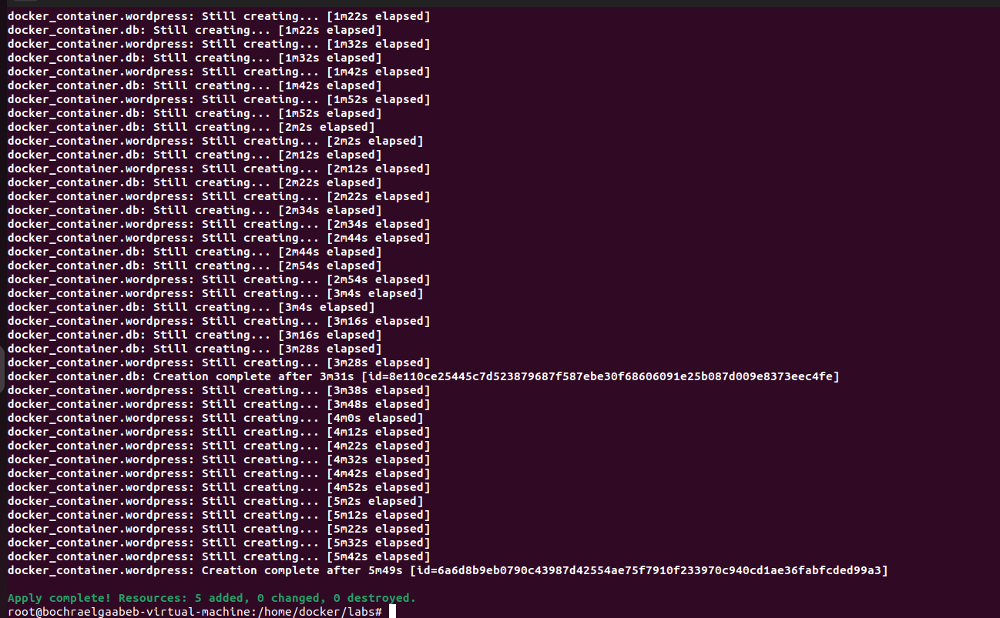 docker_container.wordpress: Still creating... [1m22s elapsed]
docker_container.db: Still creating... [1m22s elapsed]
docker_container.wordpress: Still creating... [1m32s elapsed]
docker_container.db: Still creating... [1m32s elapsed]
docker_container.wordpress: Still creating... [1m42s elapsed]
docker_container.db: Still creating... [1m42s elapsed]
docker_container.wordpress: Still creating... [1m52s elapsed]
docker_container.db: Still creating... [1m52s elapsed]
docker_container.db: Still creating... [2m2s elapsed]
docker_container.wordpress: Still creating... [2m2s elapsed]
docker_container.db: Still creating... [2m12s elapsed]
docker_container.wordpress: Still creating... [2m12s elapsed]
docker_container.db: Still creating... [2m22s elapsed]
docker_container.wordpress: Still creating... [2m22s elapsed]
docker_container.db: Still creating... [2m34s elapsed]
docker_container.wordpress: Still creating... [2m34s elapsed]
docker_container.wordpress: Still creating... [2m44s elapsed]
docker_container.db: Still creating... [2m44s elapsed]
docker_container.db: Still creating... [2m54s elapsed]
docker_container.wordpress: Still creating... [2m54s elapsed]
docker_container.wordpress: Still creating... [3m4s elapsed]
docker_container.db: Still creating... [3m4s elapsed]
docker_container.wordpress: Still creating... [3m16s elapsed]
docker_container.db: Still creating... [3m16s elapsed]
docker_container.db: Still creating... [3m28s elapsed]
docker_container.wordpress: Still creating... [3m28s elapsed]
docker_container.db: Creation complete after 3m31s [id=8e110ce25445c7d523879687f587ebe30f68606091e25b087d009e8373eec4fe]
docker_container.wordpress: Still creating... [3m38s elapsed]
docker_container.wordpress: Still creating... [3m48s elapsed]
docker_container.wordpress: Still creating... [4m0s elapsed]
docker_container.wordpress: Still creating... [4m12s elapsed]
docker_container.wordpress: Still creating... [4m22s elapsed]
docker_container.wordpress: Still creating... [4m32s elapsed]
docker_container.wordpress: Still creating... [4m42s elapsed]
docker_container.wordpress: Still creating... [4m52s elapsed]
docker_container.wordpress: Still creating... [5m2s elapsed]
docker_container.wordpress: Still creating... [5m12s elapsed]
docker_container.wordpress: Still creating... [5m22s elapsed]
docker_container.wordpress: Still creating... [5m32s elapsed]
docker_container.wordpress: Still creating... [5m42s elapsed]
docker_container.wordpress: Creation complete after 5m49s [id=6a6d8b9eb0790c43987d42554ae75f7910f233970c940cd1ae36fabfcded99a3]
Apply complete! Resources: 5 added, 0 changed, 0 destroyed.
root@bochraelgaabeb-virtual-machine:/home/docker/labs#